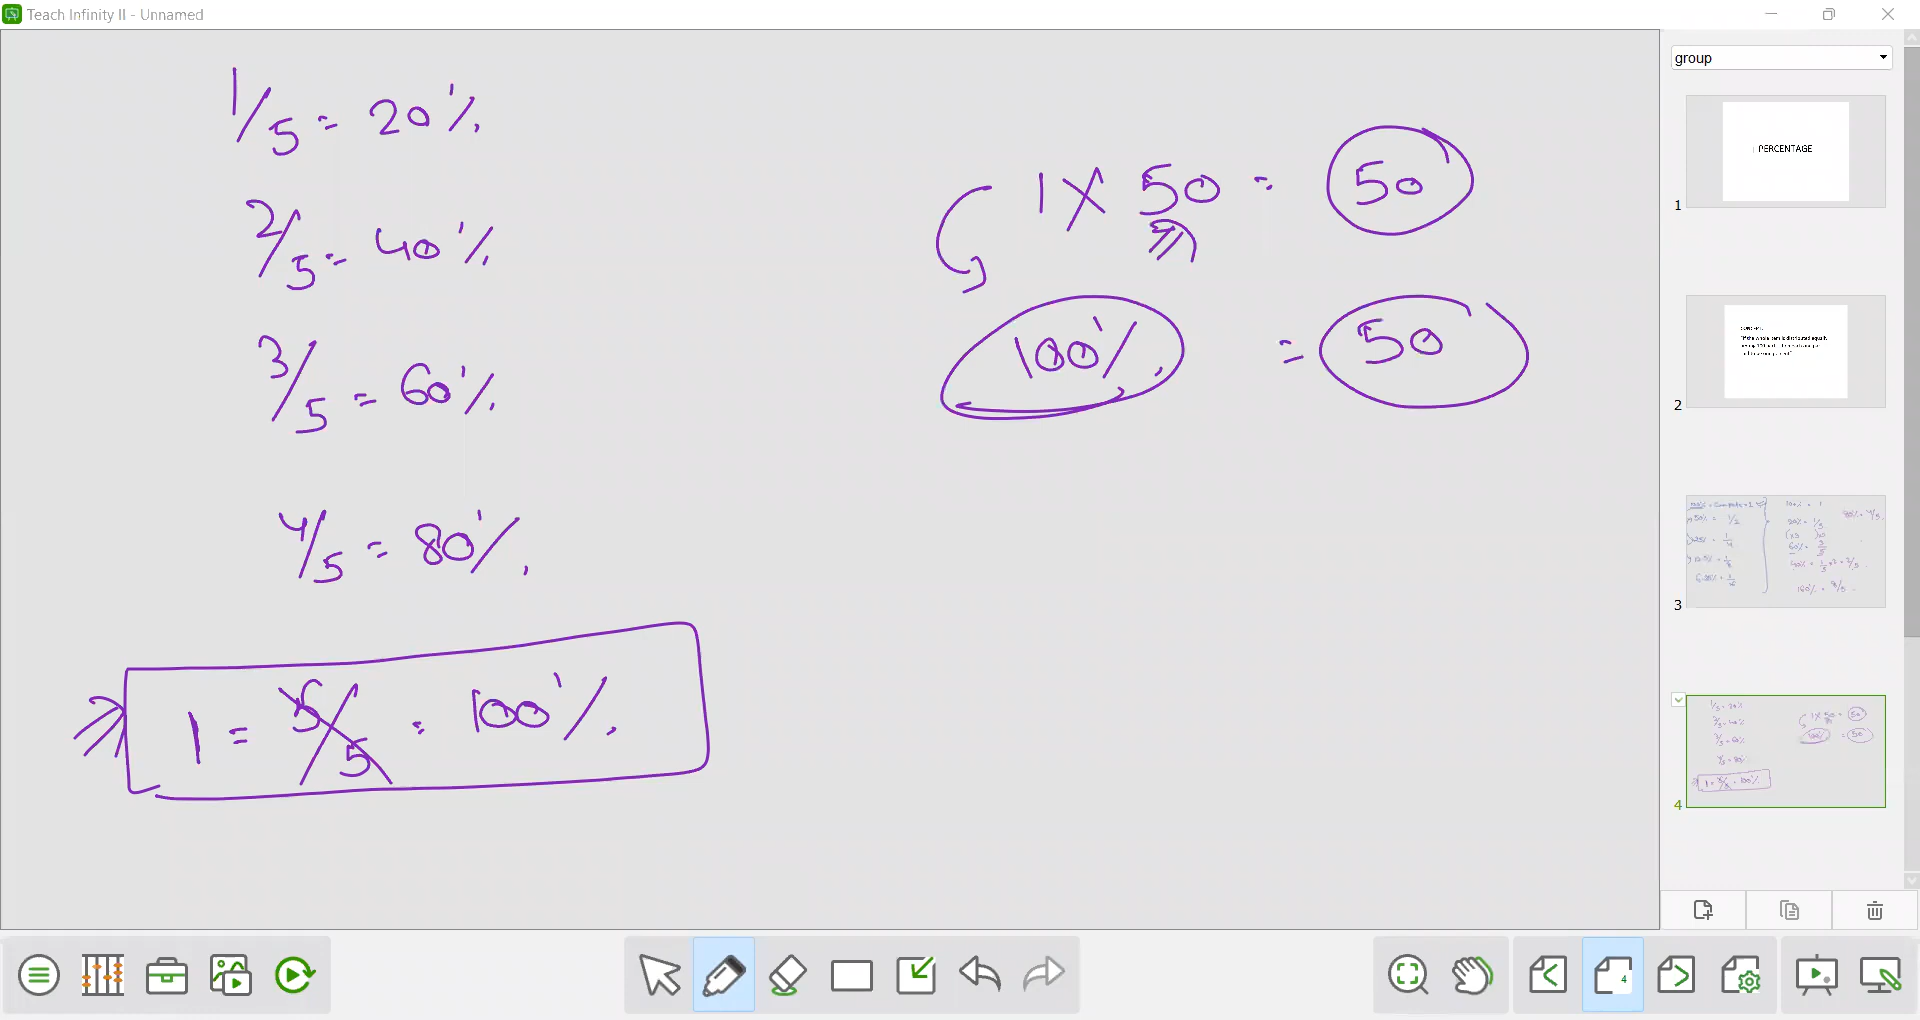 Teach Infinity II - Unnamed
1/5 = 20%
2/5 = 40%
3/5 = 60%
4/5 = 80%
1 = 5/5 = 100%
1 X 50 = 50
100% = 50
group
PERCENTAGE
1
2
3
4
4